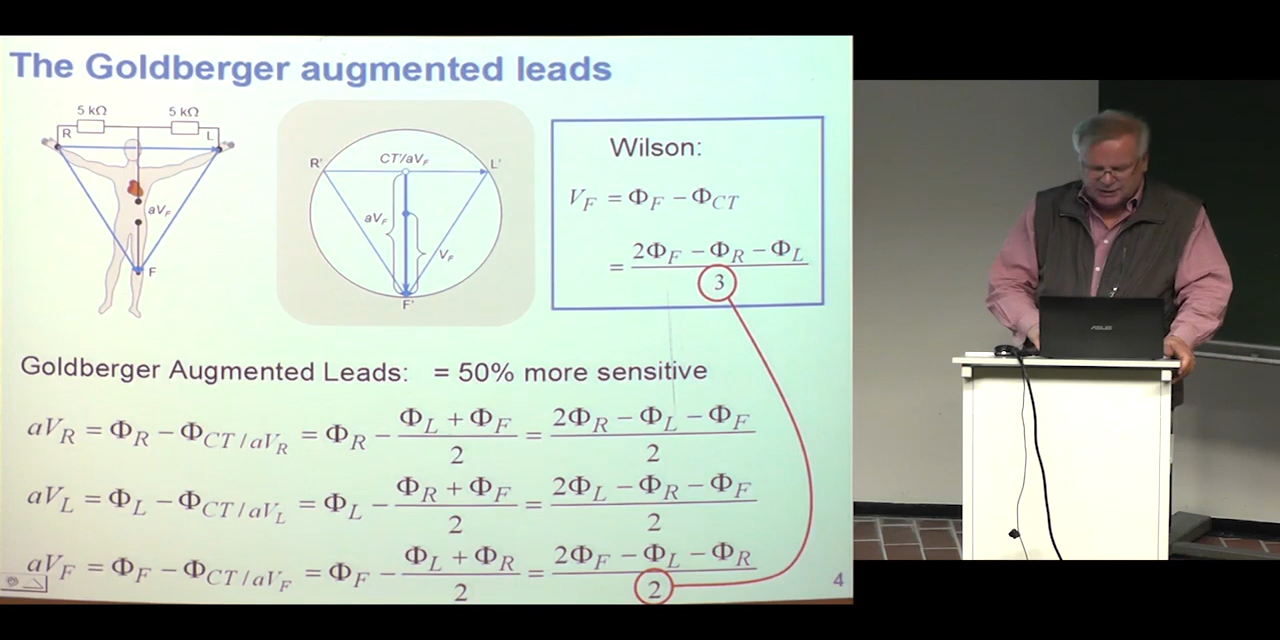 The Goldberger augmented leads
5 kΩ 5 kΩ
R L
aV_F
F
R' CT/aV_F L'
aV_F
V_F
F'
Wilson:
V_F = Φ_F − Φ_CT
= (2Φ_F − Φ_R − Φ_L) / 3
Goldberger Augmented Leads: = 50% more sensitive
aV_R = Φ_R − Φ_CT/aV_R = Φ_R − (Φ_L + Φ_F) / 2 = (2Φ_R − Φ_L − Φ_F) / 2
aV_L = Φ_L − Φ_CT/aV_L = Φ_L − (Φ_R + Φ_F) / 2 = (2Φ_L − Φ_R − Φ_F) / 2
aV_F = Φ_F − Φ_CT/aV_F = Φ_F − (Φ_L + Φ_R) / 2 = (2Φ_F − Φ_L − Φ_R) / 2
4
ASUS